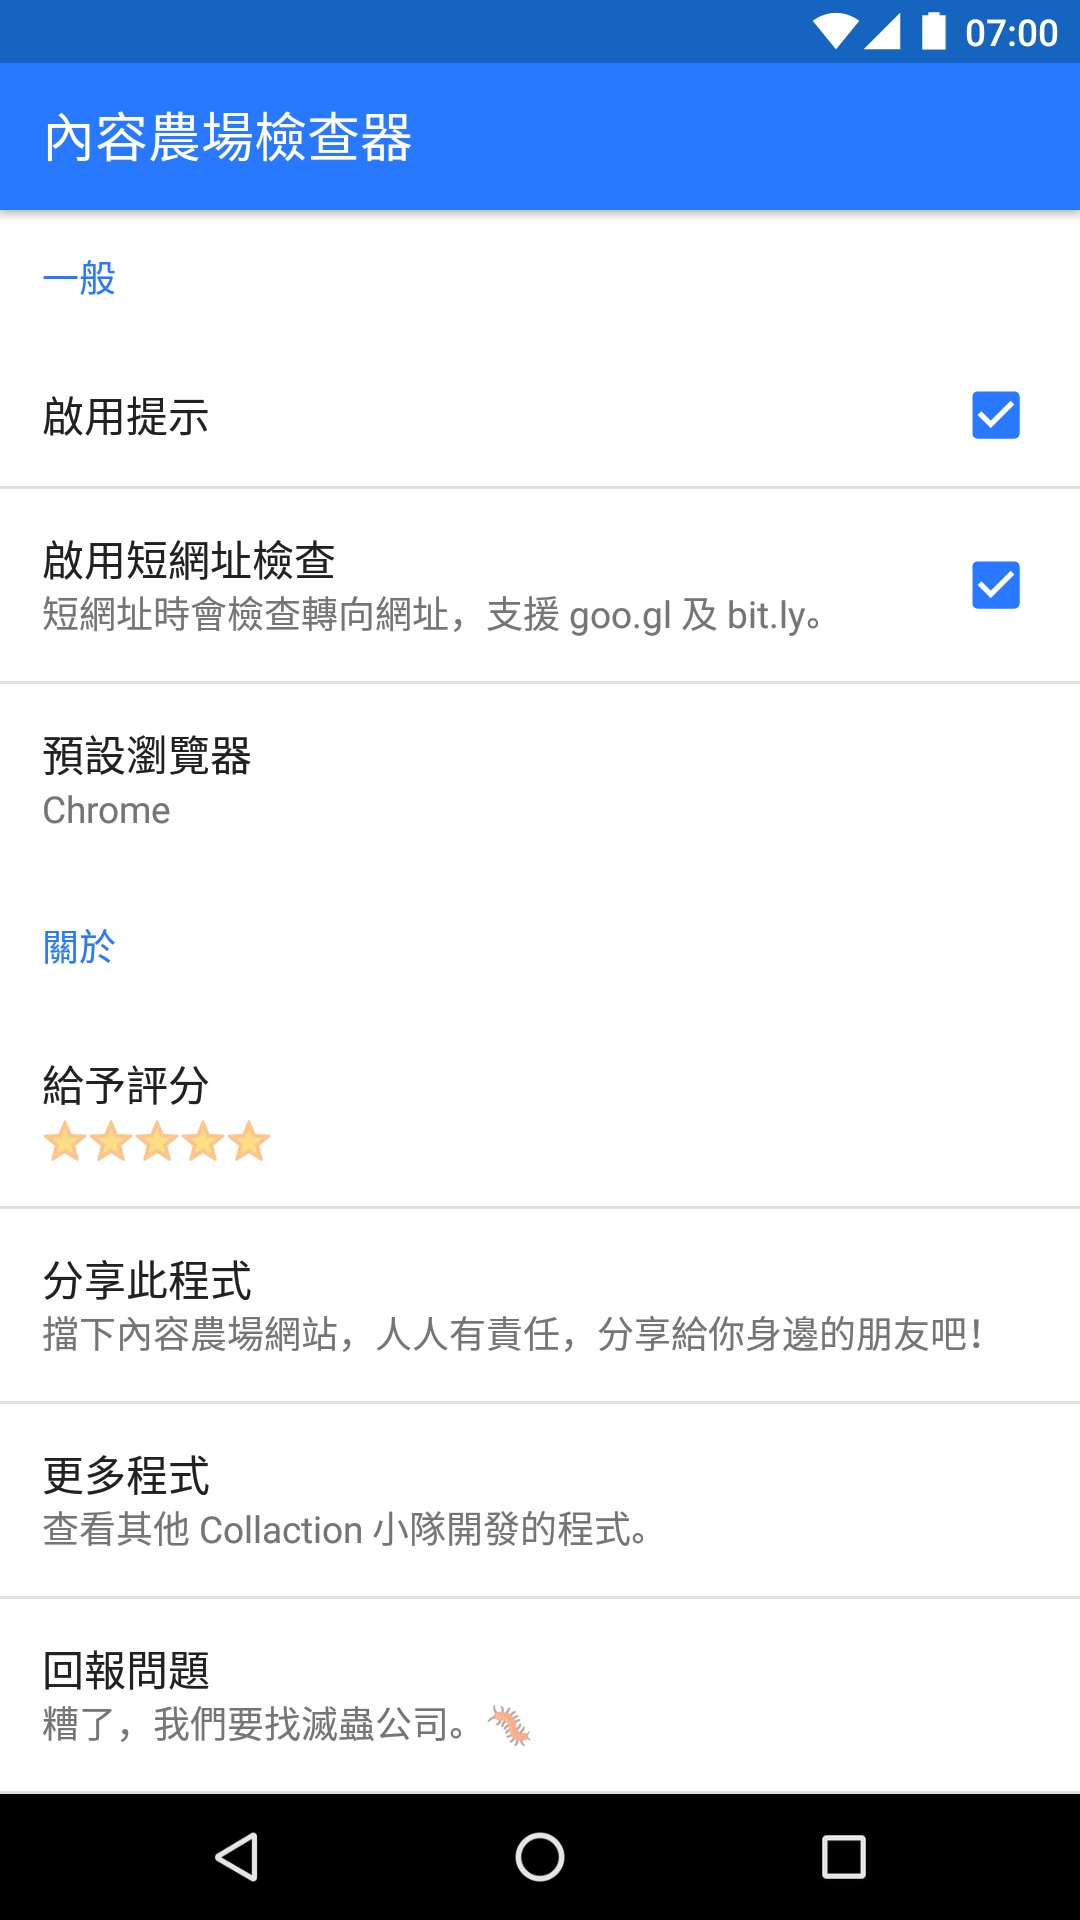 07:00
內容農場檢查器
一般
啟用提示
啟用短網址檢查
短網址時會檢查轉向網址，支援 goo.gl 及 bit.ly。
預設瀏覽器
Chrome
關於
給予評分
⭐⭐⭐⭐⭐
分享此程式
擋下內容農場網站，人人有責任，分享給你身邊的朋友吧！
更多程式
查看其他 Collaction 小隊開發的程式。
回報問題
糟了，我們要找滅蟲公司。🐛